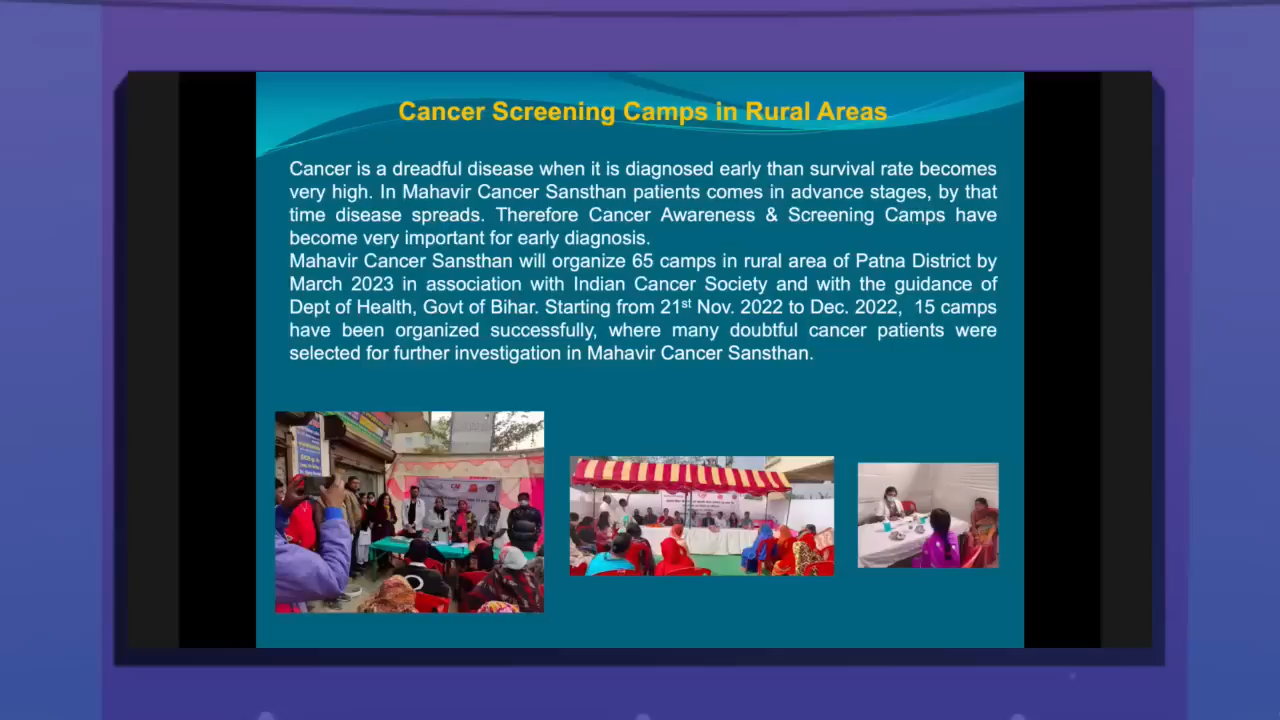 Cancer Screening Camps in Rural Areas
Cancer is a dreadful disease when it is diagnosed early than survival rate becomes
very high. In Mahavir Cancer Sansthan patients comes in advance stages, by that
time disease spreads. Therefore Cancer Awareness & Screening Camps have
become very important for early diagnosis.
Mahavir Cancer Sansthan will organize 65 camps in rural area of Patna District by
March 2023 in association with Indian Cancer Society and with the guidance of
Dept of Health, Govt of Bihar. Starting from 21st Nov. 2022 to Dec. 2022, 15 camps
have been organized successfully, where many doubtful cancer patients were
selected for further investigation in Mahavir Cancer Sansthan.